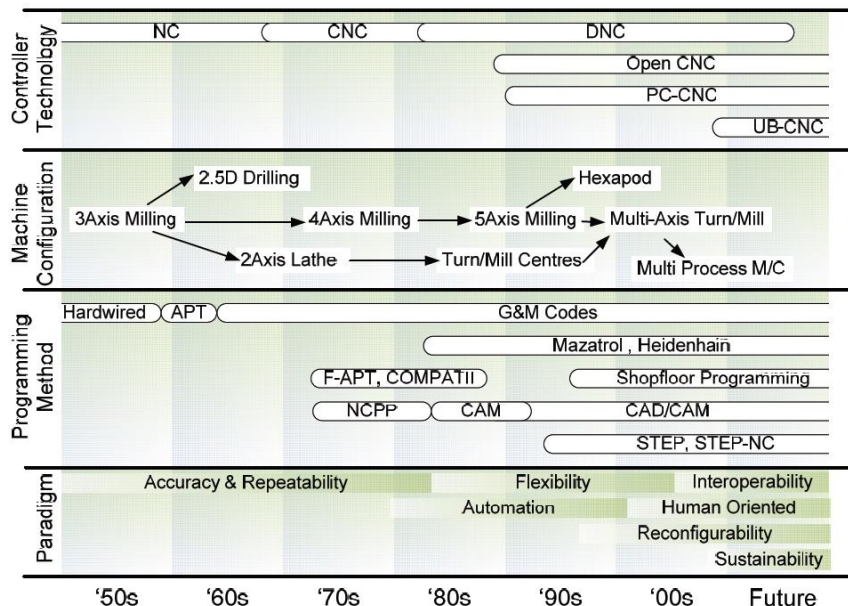 Controller Technology
NC CNC DNC
Open CNC
PC-CNC
UB-CNC
Machine Configuration
2.5D Drilling Hexapod
3Axis Milling 4Axis Milling 5Axis Milling Multi-Axis Turn/Mill
2Axis Lathe Turn/Mill Centres Multi Process M/C
Programming Method
Hardwired APT G&M Codes
Mazatrol , Heidenhain
F-APT, COMPATII Shopfloor Programming
NCPP CAM CAD/CAM
STEP, STEP-NC
Paradigm
Accuracy & Repeatability Flexibility Interoperability
Automation Human Oriented
Reconfigurability
Sustainability
‘50s ‘60s ‘70s ‘80s ‘90s ‘00s Future